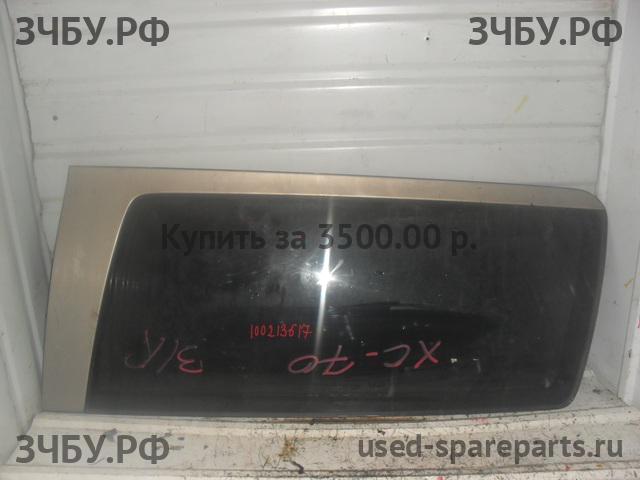 ЗЧБУ.РФ ЗЧБУ.РФ
Купить за 3500.00 р.
100213617
XC-70
ЗЧБУ.РФ used-spareparts.ru